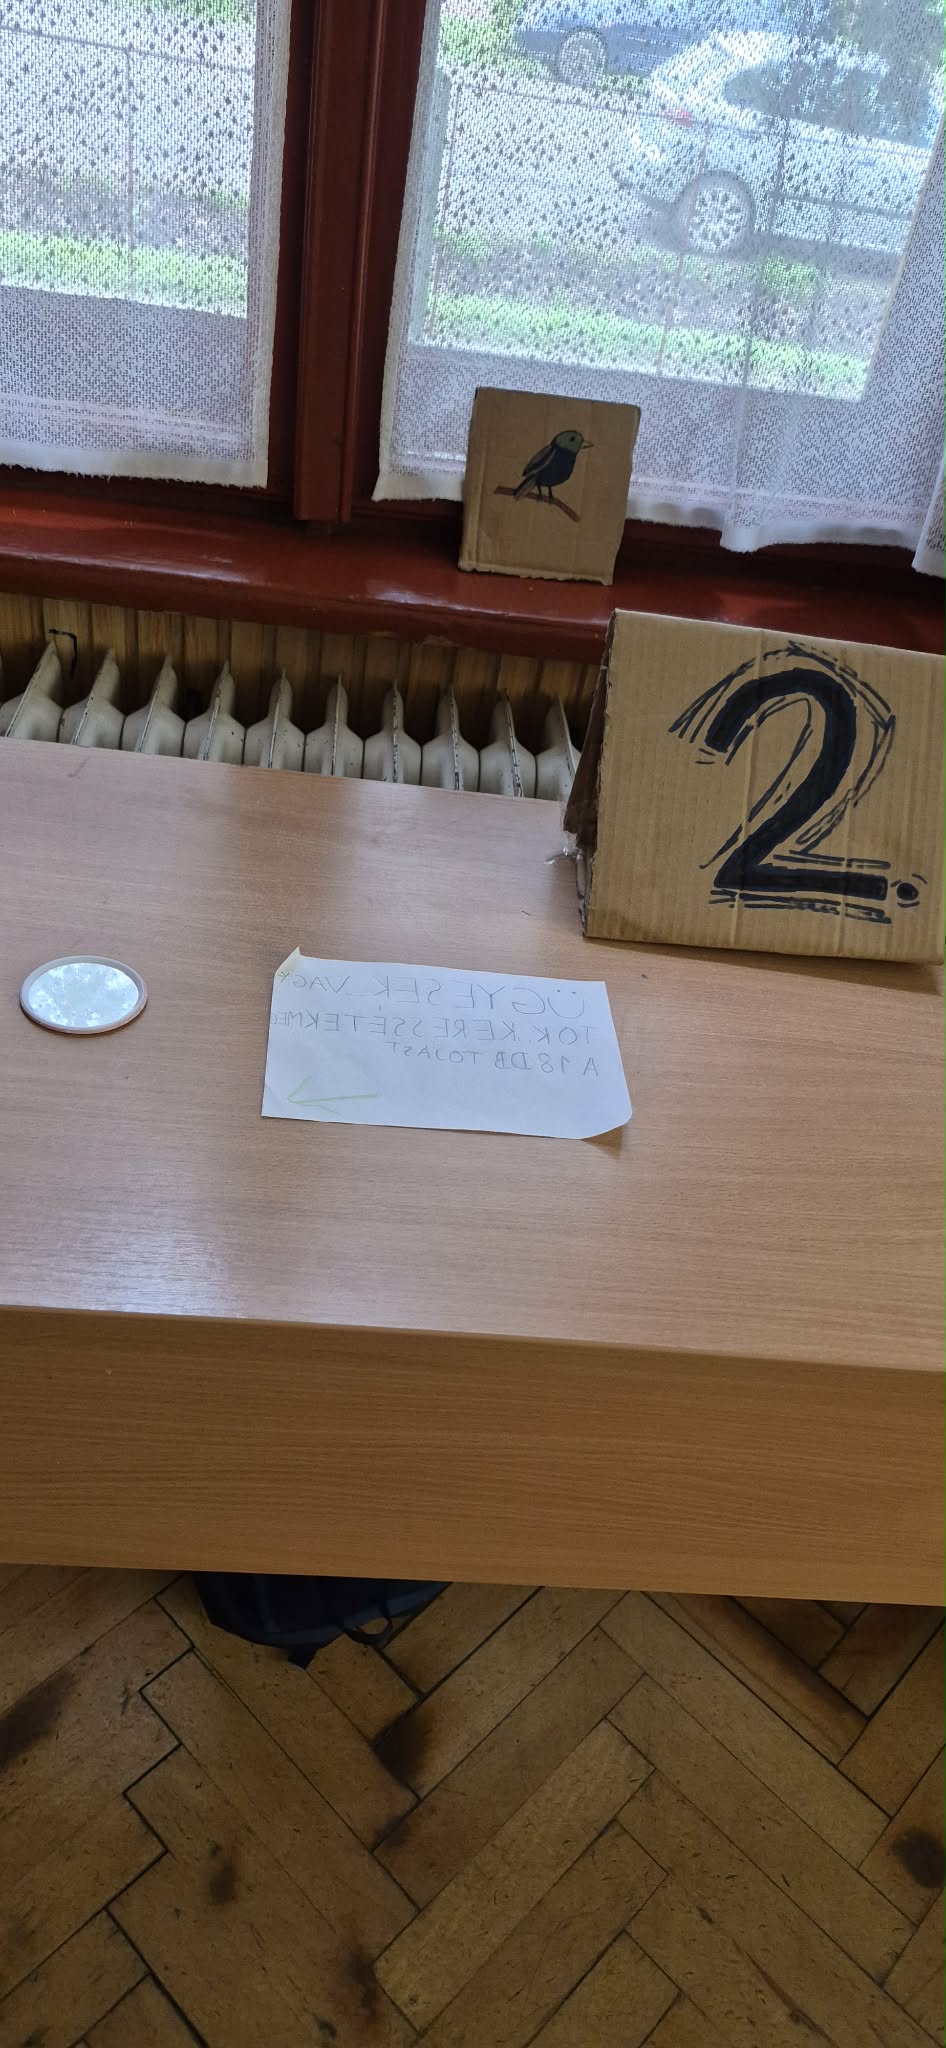 2.
ÜGYESEK VAGY
TOK. KERESSÉTEK MEG
A 18 DB TOJÁST